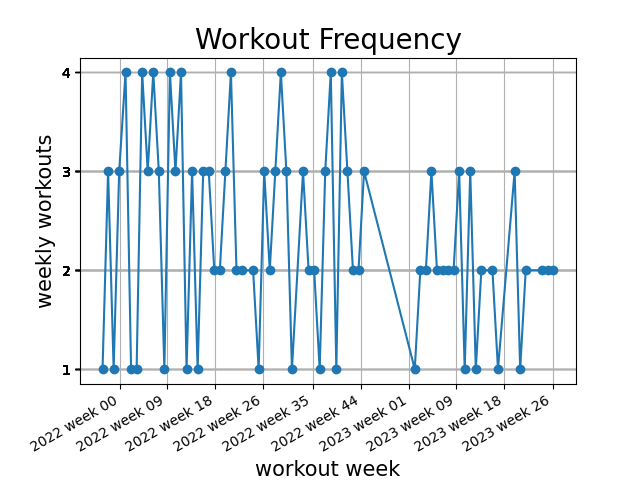 Workout Frequency
weekly workouts
4
3
2
1
2022 week 00
2022 week 09
2022 week 18
2022 week 26
2022 week 35
2022 week 44
2023 week 01
2023 week 09
2023 week 18
2023 week 26
workout week